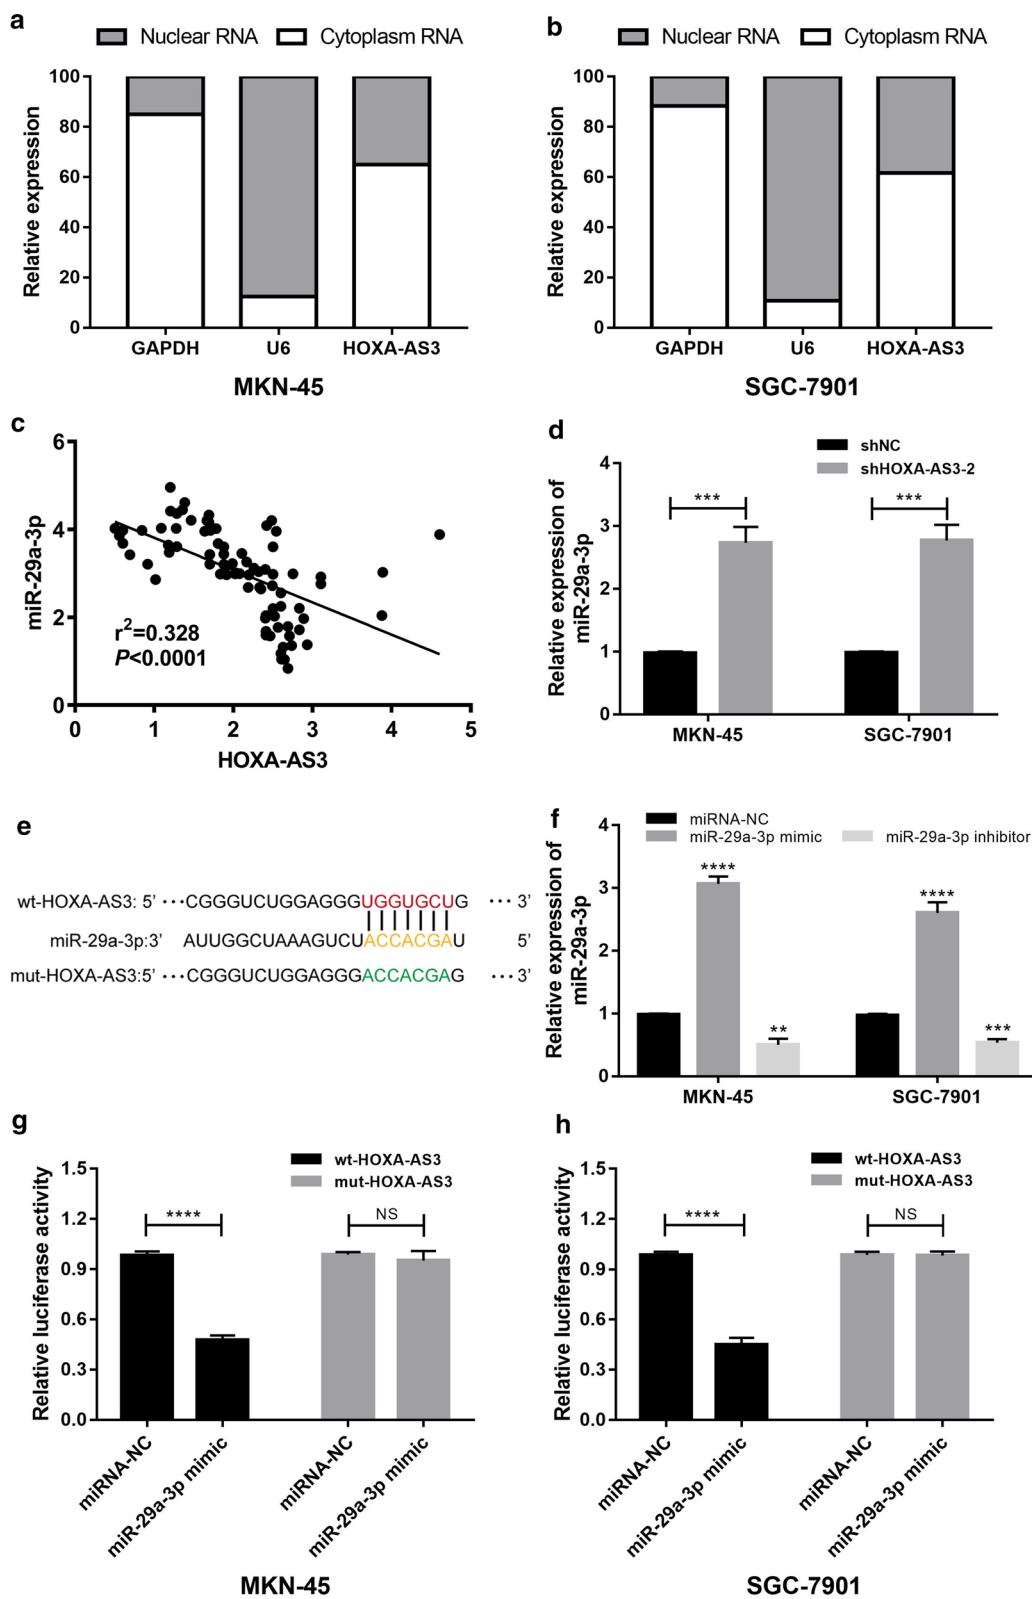 a
Nuclear RNA Cytoplasm RNA
Relative expression
100
80
60
40
20
0
GAPDH U6 HOXA-AS3
MKN-45
b
Nuclear RNA Cytoplasm RNA
Relative expression
100
80
60
40
20
0
GAPDH U6 HOXA-AS3
SGC-7901
c
miR-29a-3p
6
4
2
0
r2=0.328
P<0.0001
0 1 2 3 4 5
HOXA-AS3
d
shNC
shHOXA-AS3-2
Relative expression of
miR-29a-3p
4
3
2
1
0
*** ***
MKN-45 SGC-7901
e
wt-HOXA-AS3: 5’ ···CGGGUCUGGAGGGUGGUGCUG ··· 3’
miR-29a-3p:3’ AUUGGCUAAAGUCUACCACGAU 5’
mut-HOXA-AS3:5’ ···CGGGUCUGGAGGGACCACGAG ··· 3’
f
miRNA-NC
miR-29a-3p mimic miR-29a-3p inhibitor
Relative expression of
miR-29a-3p
4
3
2
1
0
**** ** **** ***
MKN-45 SGC-7901
g
wt-HOXA-AS3
mut-HOXA-AS3
Relative luciferase activity
1.5
1.2
0.9
0.6
0.3
0.0
**** NS
miRNA-NC
miR-29a-3p mimic
miRNA-NC
miR-29a-3p mimic
MKN-45
h
wt-HOXA-AS3
mut-HOXA-AS3
Relative luciferase activity
1.5
1.2
0.9
0.6
0.3
0.0
**** NS
miRNA-NC
miR-29a-3p mimic
miRNA-NC
miR-29a-3p mimic
SGC-7901